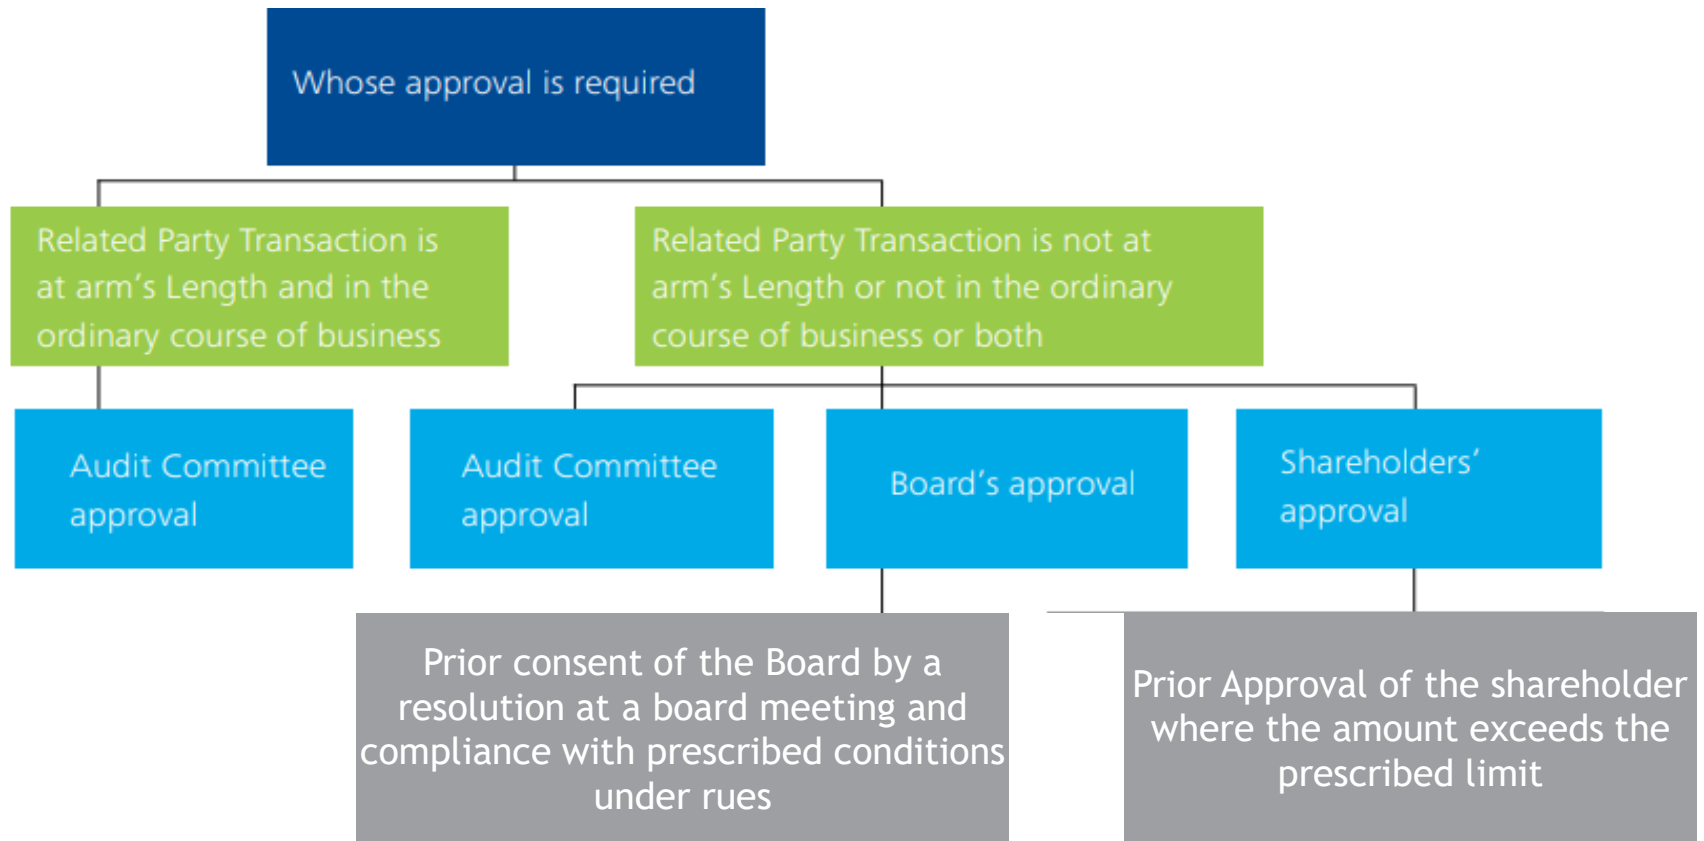 Whose approval is required
Related Party Transaction is
at arm’s Length and in the
ordinary course of business
Related Party Transaction is not at
arm’s Length or not in the ordinary
course of business or both
Audit Committee
approval
Audit Committee
approval
Board’s approval
Shareholders’
approval
Prior consent of the Board by a
resolution at a board meeting and
compliance with prescribed conditions
under rues
Prior Approval of the shareholder
where the amount exceeds the
prescribed limit